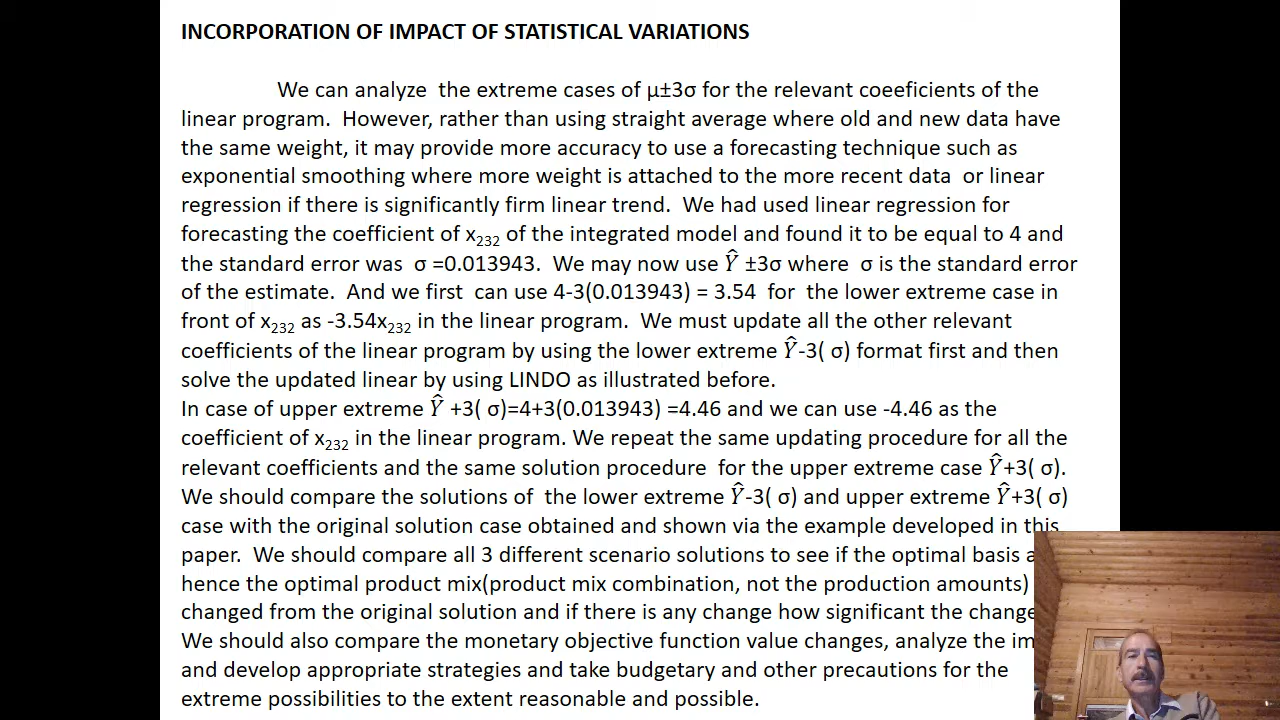 INCORPORATION OF IMPACT OF STATISTICAL VARIATIONS
We can analyze the extreme cases of μ±3σ for the relevant coeeficients of the
linear program. However, rather than using straight average where old and new data have
the same weight, it may provide more accuracy to use a forecasting technique such as
exponential smoothing where more weight is attached to the more recent data or linear
regression if there is significantly firm linear trend. We had used linear regression for
forecasting the coefficient of x₂₃₂ of the integrated model and found it to be equal to 4 and
the standard error was σ =0.013943. We may now use Ŷ ±3σ where σ is the standard error
of the estimate. And we first can use 4-3(0.013943) = 3.54 for the lower extreme case in
front of x₂₃₂ as -3.54x₂₃₂ in the linear program. We must update all the other relevant
coefficients of the linear program by using the lower extreme Ŷ-3( σ) format first and then
solve the updated linear by using LINDO as illustrated before.
In case of upper extreme Ŷ +3( σ)=4+3(0.013943) =4.46 and we can use -4.46 as the
coefficient of x₂₃₂ in the linear program. We repeat the same updating procedure for all the
relevant coefficients and the same solution procedure for the upper extreme case Ŷ+3( σ).
We should compare the solutions of the lower extreme Ŷ-3( σ) and upper extreme Ŷ+3( σ)
case with the original solution case obtained and shown via the example developed in this
paper. We should compare all 3 different scenario solutions to see if the optimal basis
hence the optimal product mix(product mix combination, not the production amounts)
changed from the original solution and if there is any change how significant the change
We should also compare the monetary objective function value changes, analyze the
and develop appropriate strategies and take budgetary and other precautions for the
extreme possibilities to the extent reasonable and possible.